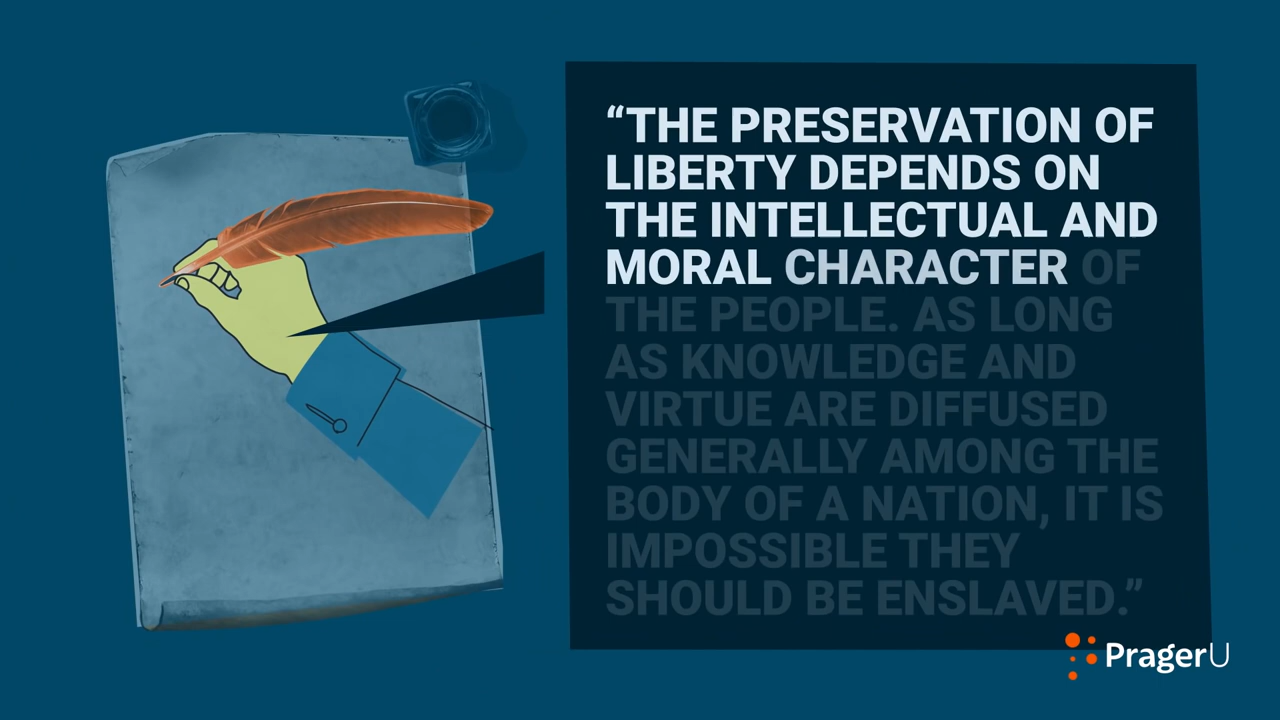 “THE PRESERVATION OF
LIBERTY DEPENDS ON
THE INTELLECTUAL AND
MORAL CHARACTER OF
THE PEOPLE. AS LONG
AS KNOWLEDGE AND
VIRTUE ARE DIFFUSED
GENERALLY AMONG THE
BODY OF A NATION, IT IS
IMPOSSIBLE THEY
SHOULD BE ENSLAVED.”
PragerU